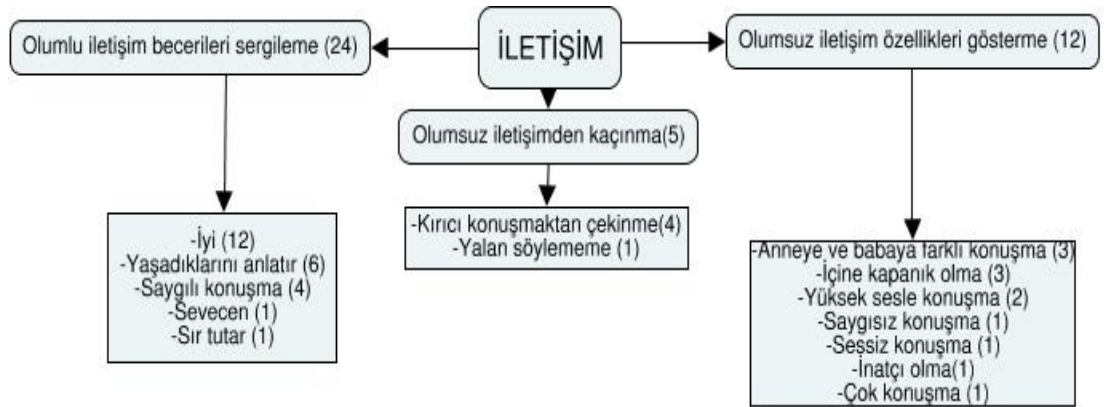 İLETİŞİM
Olumlu iletişim becerileri sergileme (24)
-İyi (12)
-Yaşadıklarını anlatır (6)
-Saygılı konuşma (4)
-Sevecen (1)
-Sır tutar (1)
Olumsuz iletişimden kaçınma(5)
-Kırıcı konuşmaktan çekinme(4)
-Yalan söylememe (1)
Olumsuz iletişim özellikleri gösterme (12)
-Anneye ve babaya farklı konuşma (3)
-İçine kapanık olma (3)
-Yüksek sesle konuşma (2)
-Saygısız konuşma (1)
-Sessiz konuşma (1)
-İnatçı olma(1)
-Çok konuşma (1)